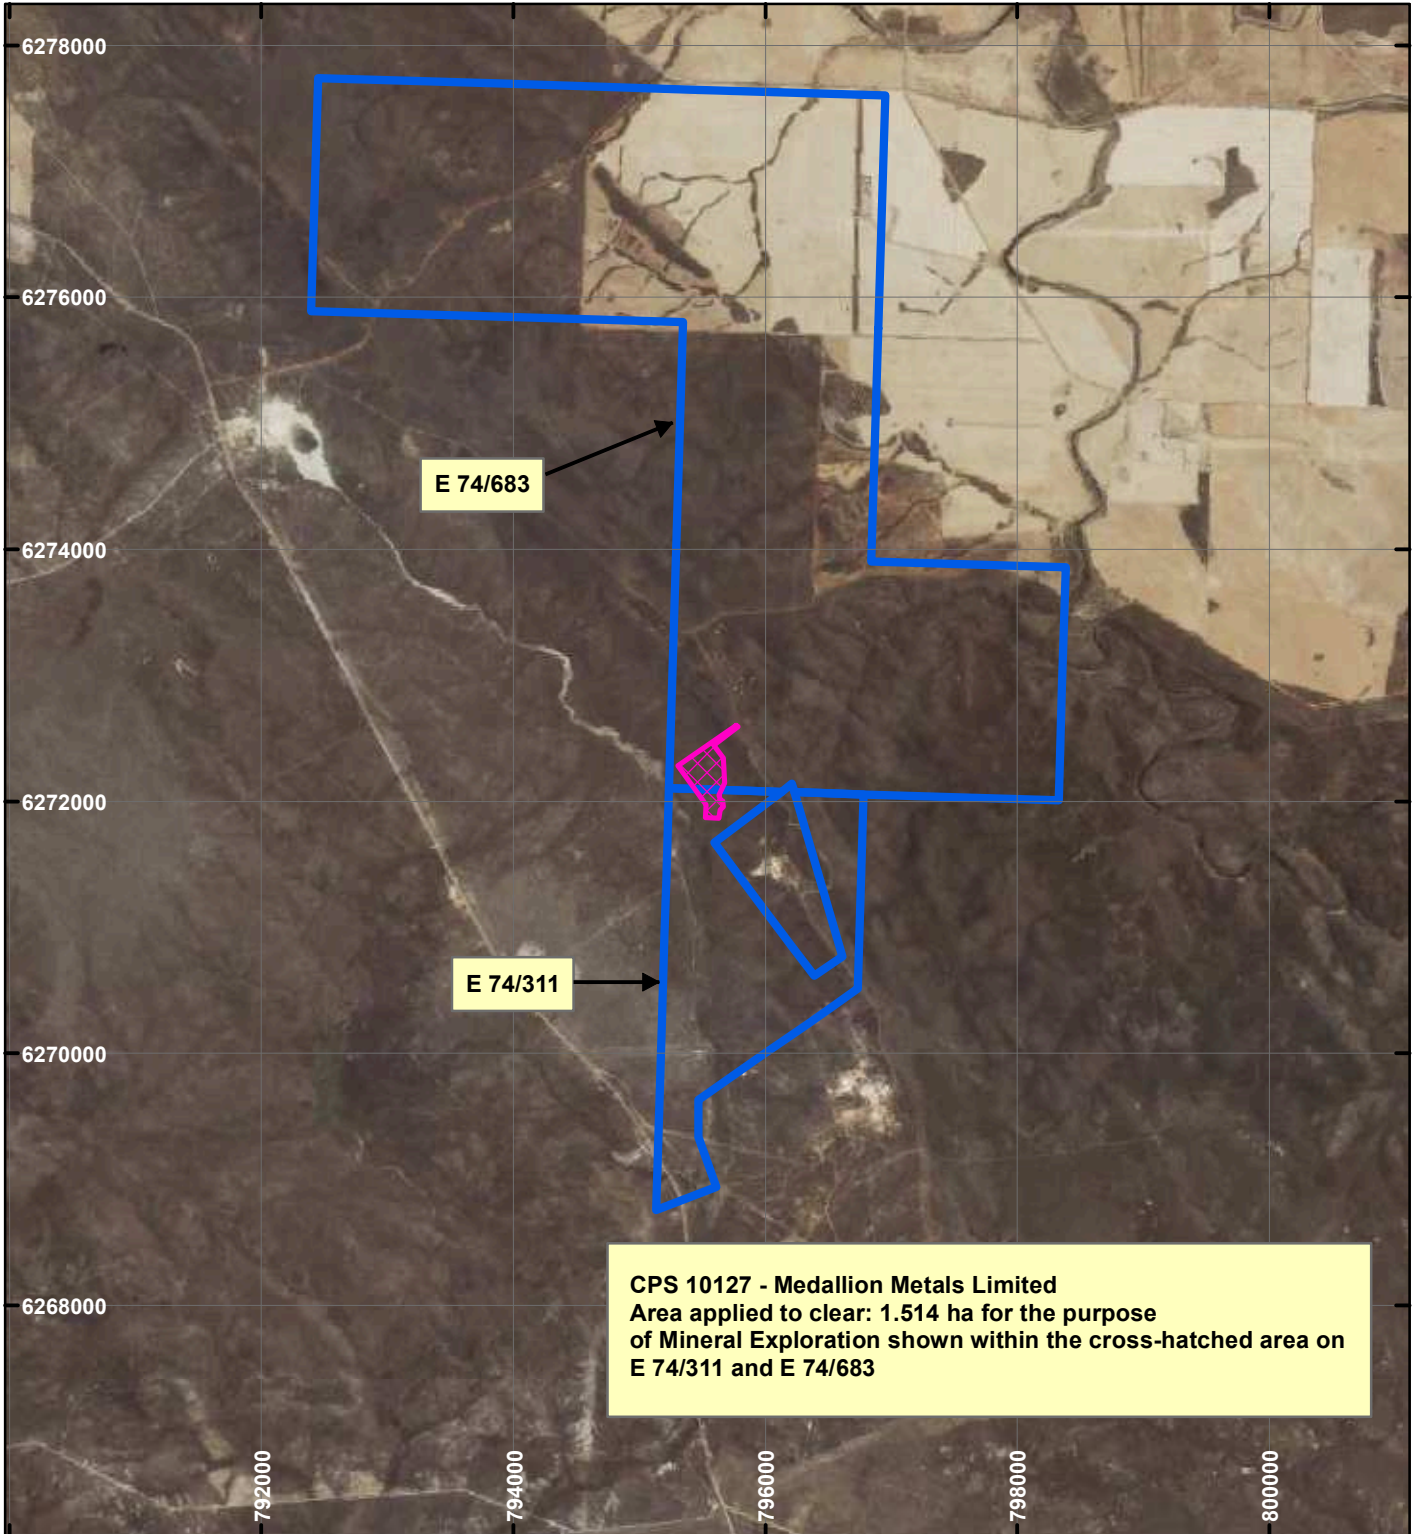 6278000
6276000
E 74/683
6274000
6272000
E 74/311
6270000
CPS 10127 - Medallion Metals Limited
Area applied to clear: 1.514 ha for the purpose
of Mineral Exploration shown within the cross-hatched area on
E 74/311 and E 74/683
6268000
792000
794000
796000
798000
800000